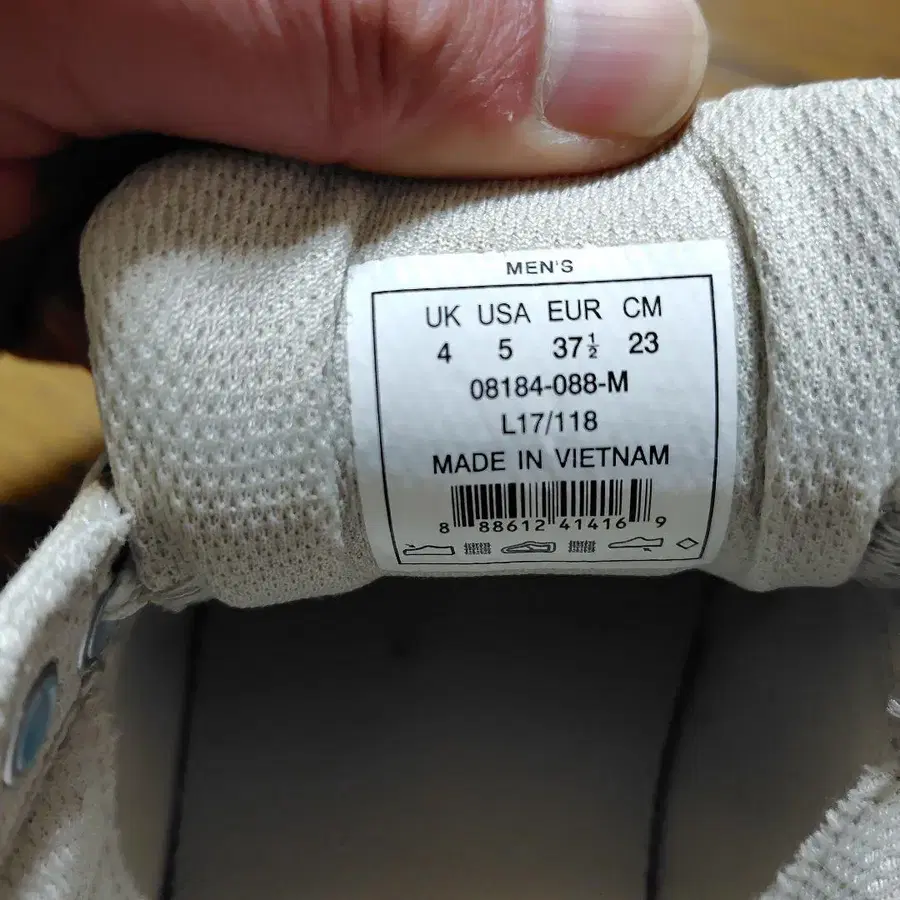 MEN'S
UK USA EUR CM
4 5 37½ 23
08184-088-M
L17/118
MADE IN VIETNAM
8 88612 41416 9